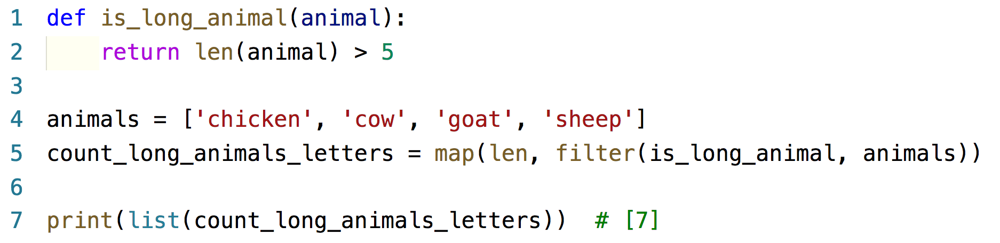 1 def is_long_animal(animal):
2     return len(animal) > 5
3
4 animals = ['chicken', 'cow', 'goat', 'sheep']
5 count_long_animals_letters = map(len, filter(is_long_animal, animals))
6
7 print(list(count_long_animals_letters))  # [7]